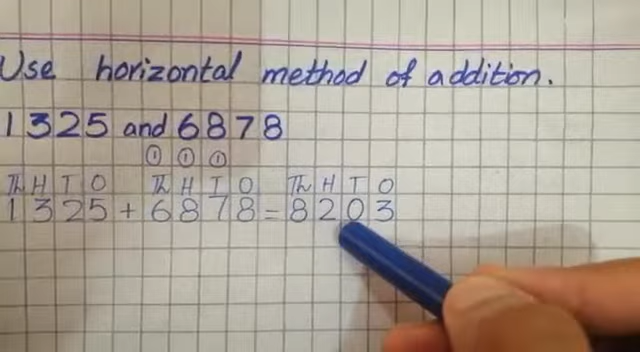 Use horizontal method of addition.
1325 and 6878
① ① ①
Th H T O Th H T O Th H T O
1325 + 6878 = 8203